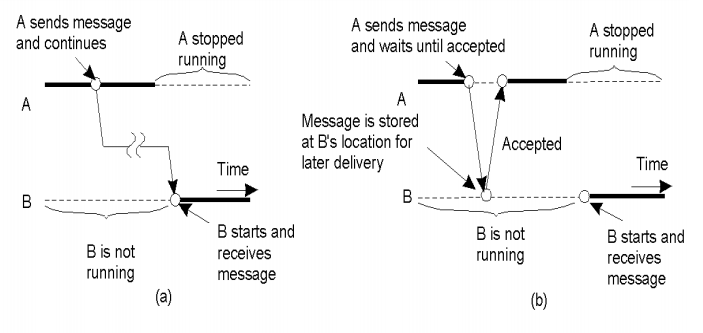 A sends message
and continues
A stopped
running
A
Time
B
B is not
running
B starts and
receives
message
(a)
A sends message
and waits until accepted
A stopped
running
A
Message is stored
at B's location for
later delivery
Accepted
Time
B
B is not
running
B starts and
receives
message
(b)